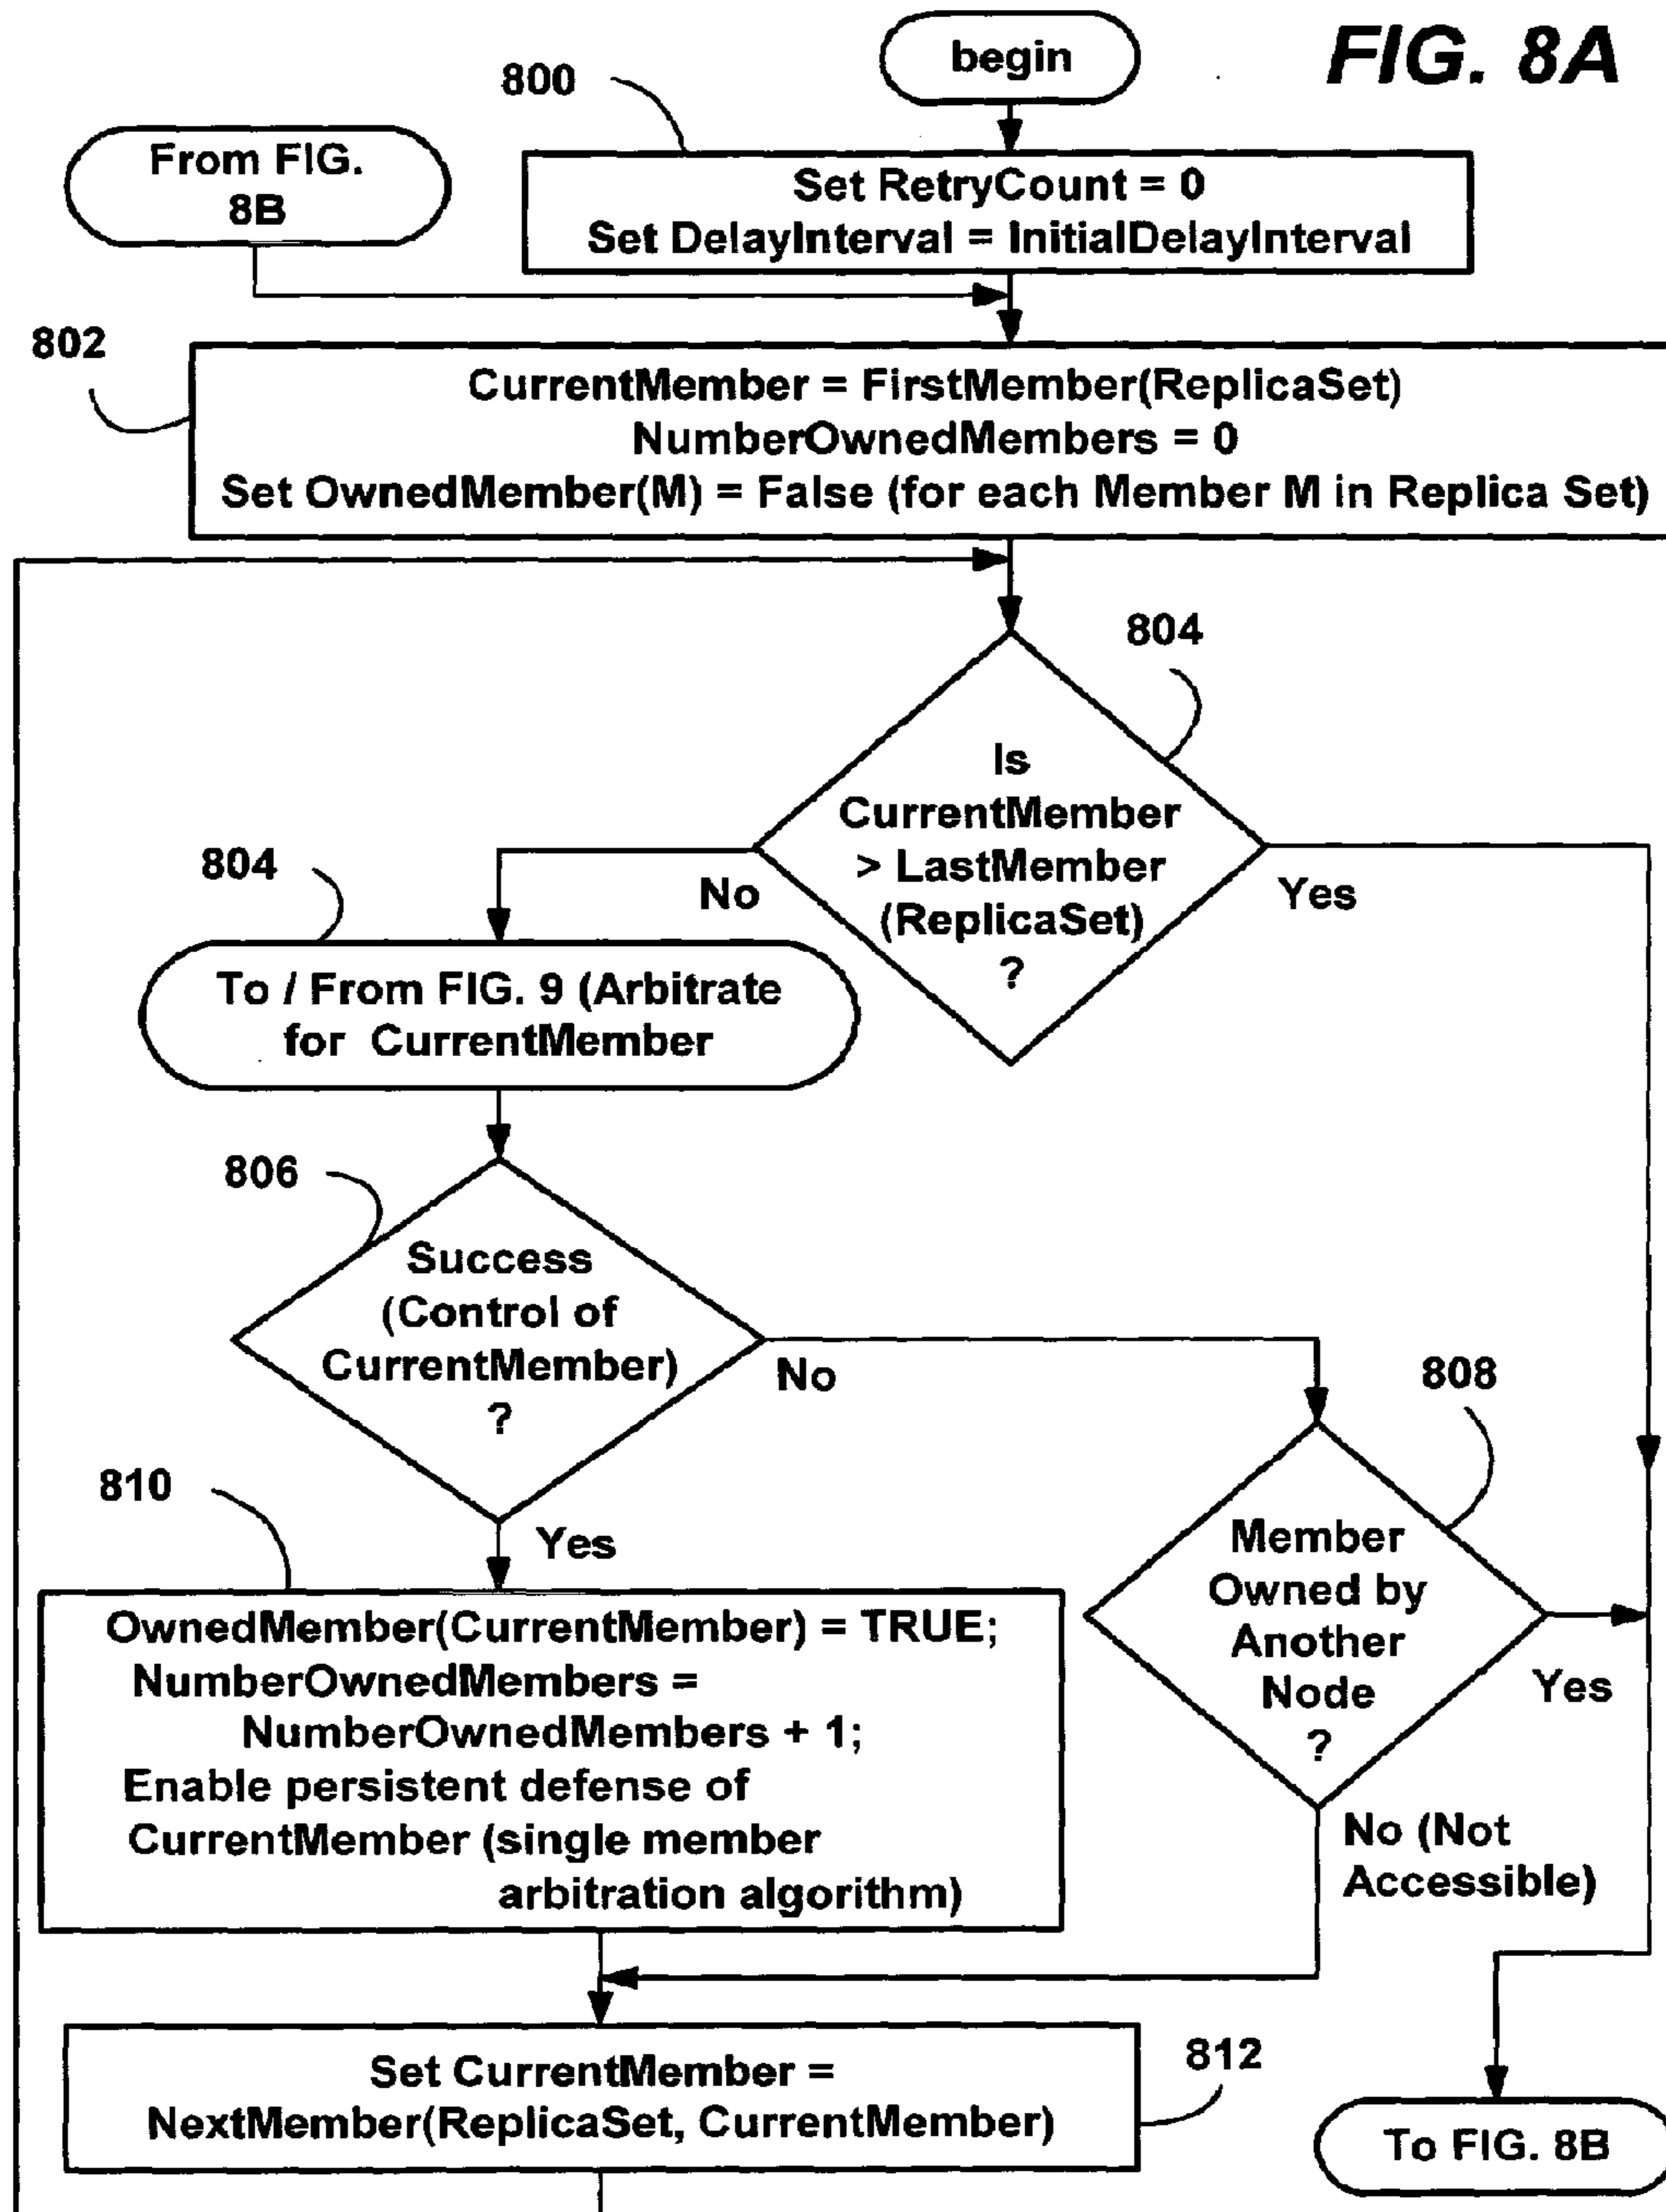 FIG. 8A
begin
800
From FIG.
8B
Set RetryCount = 0
Set DelayInterval = InitialDelayInterval
802
CurrentMember = FirstMember(ReplicaSet)
NumberOwnedMembers = 0
Set OwnedMember(M) = False (for each Member M in Replica Set)
804
Is
CurrentMember
> LastMember
(ReplicaSet)
?
No
Yes
804
To / From FIG. 9 (Arbitrate
for CurrentMember
806
Success
(Control of
CurrentMember)
?
No
Yes
808
Member
Owned by
Another
Node
?
Yes
No (Not
Accessible)
810
OwnedMember(CurrentMember) = TRUE;
NumberOwnedMembers =
NumberOwnedMembers + 1;
Enable persistent defense of
CurrentMember (single member
arbitration algorithm)
812
Set CurrentMember =
NextMember(ReplicaSet, CurrentMember)
To FIG. 8B